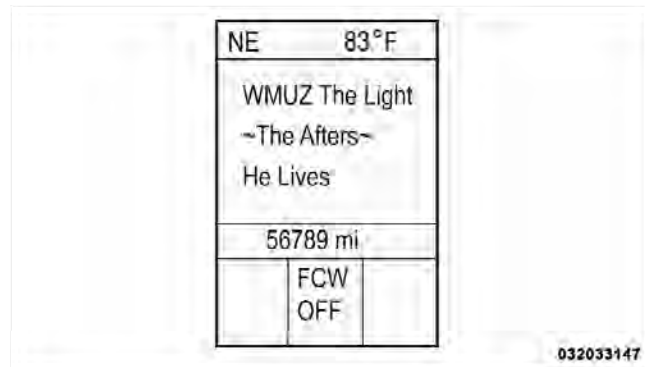 NE 83°F
WMUZ The Light
~The Afters~
He Lives
56789 mi
FCW
OFF
032033147